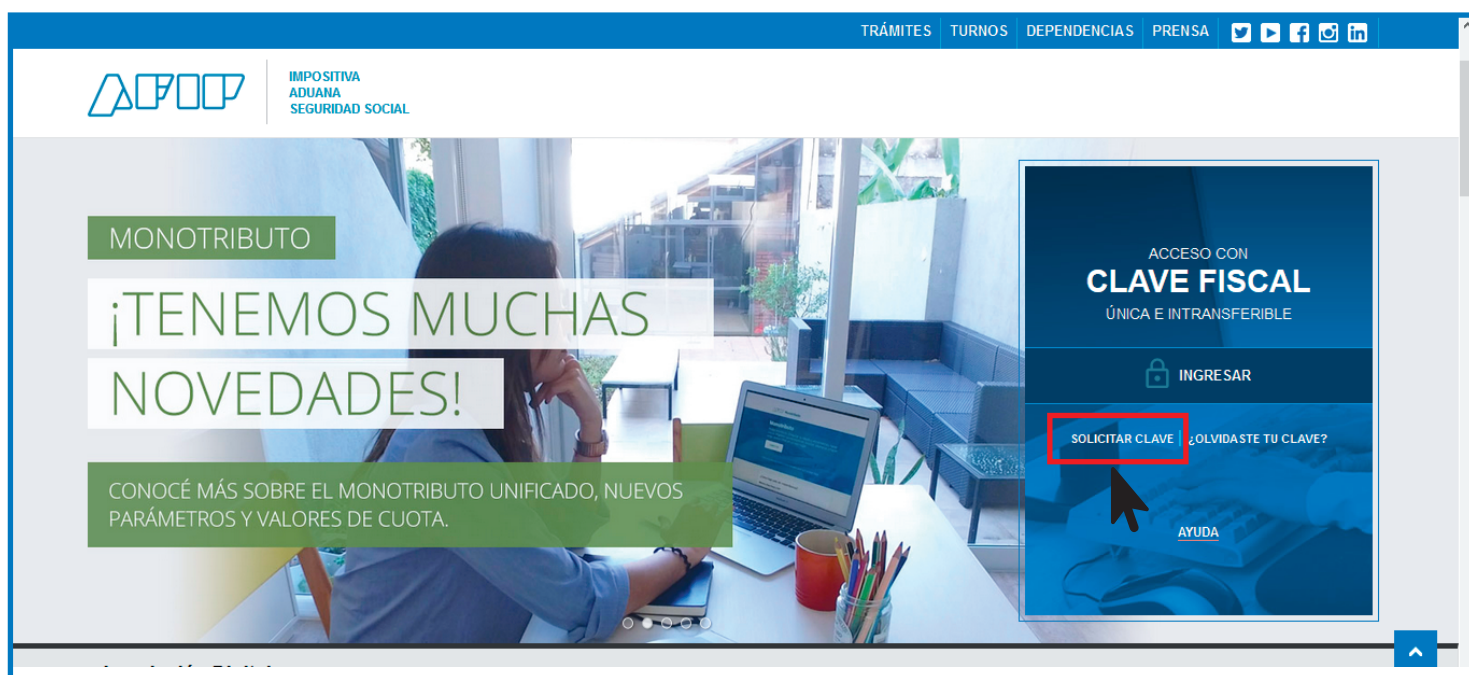 TRÁMITES TURNOS DEPENDENCIAS PRENSA
AFIP
IMPOSITIVA
ADUANA
SEGURIDAD SOCIAL
MONOTRIBUTO
¡TENEMOS MUCHAS
NOVEDADES!
CONOCÉ MÁS SOBRE EL MONOTRIBUTO UNIFICADO, NUEVOS
PARÁMETROS Y VALORES DE CUOTA.
ACCESO CON
CLAVE FISCAL
ÚNICA E INTRANSFERIBLE
INGRESAR
SOLICITAR CLAVE | ¿OLVIDASTE TU CLAVE?
AYUDA